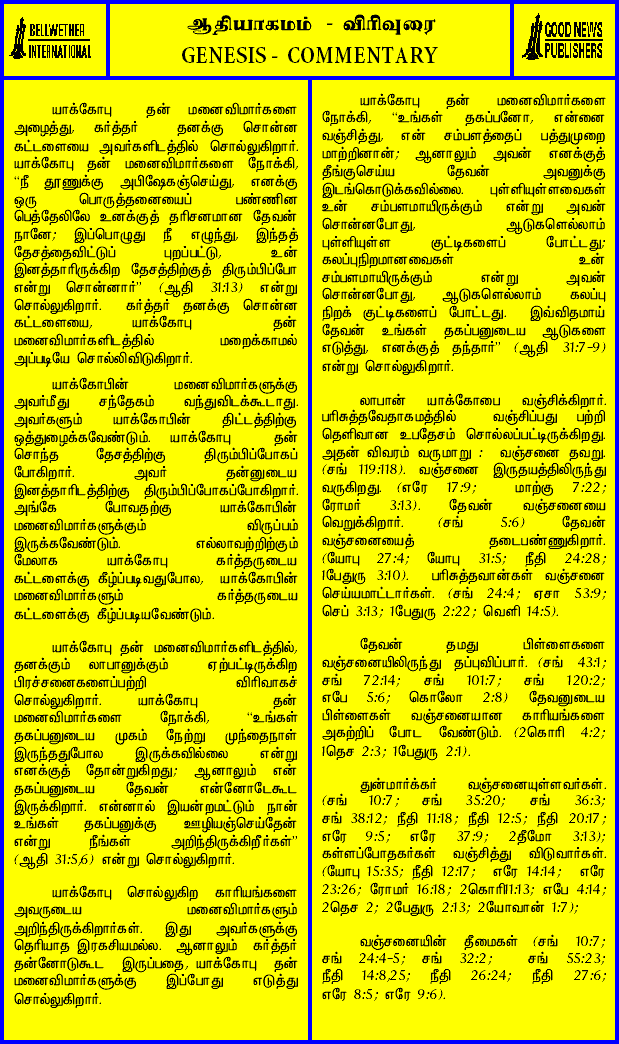 BELLWETHER
INTERNATIONAL
ஆதியாகமம் - விரிவுரை
GENESIS - COMMENTARY
GOOD NEWS
PUBLISHERS
யாக்கோபு தன் மனைவிமார்களை
அழைத்து, கர்த்தர் தனக்கு சொன்ன
கட்டளையை அவர்களிடத்தில் சொல்லுகிறார்.
யாக்கோபு தன் மனைவிமார்களை நோக்கி,
“நீ தூணுக்கு அபிஷேகஞ்செய்து, எனக்கு
ஒரு பொருத்தனையைப் பண்ணின
பெத்தேலிலே உனக்குத் தரிசனமான தேவன்
நானே; இப்பொழுது நீ எழுந்து, இந்தத்
தேசத்தைவிட்டுப் புறப்பட்டு, உன்
இனத்தாரிருக்கிற தேசத்திற்குத் திரும்பிப்போ
என்று சொன்னார்” (ஆதி 31:13) என்று
சொல்லுகிறார். கர்த்தர் தனக்கு சொன்ன
கட்டளையை, யாக்கோபு தன்
மனைவிமார்களிடத்தில் மறைக்காமல்
அப்படியே சொல்லிவிடுகிறார்.
யாக்கோபின் மனைவிமார்களுக்கு
அவர்மீது சந்தேகம் வந்துவிடக்கூடாது.
அவர்களும் யாக்கோபின் திட்டத்திற்கு
ஒத்துழைக்கவேண்டும். யாக்கோபு தன்
சொந்த தேசத்திற்கு திரும்பிப்போகப்
போகிறார். அவர் தன்னுடைய
இனத்தாரிடத்திற்கு திரும்பிப்போகப்போகிறார்.
அங்கே போவதற்கு யாக்கோபின்
மனைவிமார்களுக்கும் விருப்பம்
இருக்கவேண்டும். எல்லாவற்றிற்கும்
மேலாக யாக்கோபு கர்த்தருடைய
கட்டளைக்கு கீழ்ப்படிவதுபோல, யாக்கோபின்
மனைவிமார்களும் கர்த்தருடைய
கட்டளைக்கு கீழ்ப்படியவேண்டும்.
யாக்கோபு தன் மனைவிமார்களிடத்தில்,
தனக்கும் லாபானுக்கும் ஏற்பட்டிருக்கிற
பிரச்சனைகளைப்பற்றி விரிவாகச்
சொல்லுகிறார். யாக்கோபு தன்
மனைவிமார்களை நோக்கி, “உங்கள்
தகப்பனுடைய முகம் நேற்று முந்தைநாள்
இருந்ததுபோல இருக்கவில்லை என்று
எனக்குத் தோன்றுகிறது; ஆனாலும் என்
தகப்பனுடைய தேவன் என்னோடேகூட
இருக்கிறார். என்னால் இயன்றமட்டும் நான்
உங்கள் தகப்பனுக்கு ஊழியஞ்செய்தேன்
என்று நீங்கள் அறிந்திருக்கிறீர்கள்”
(ஆதி 31:5,6) என்று சொல்லுகிறார்.
யாக்கோபு சொல்லுகிற காரியங்களை
அவருடைய மனைவிமார்களும்
அறிந்திருக்கிறார்கள். இது அவர்களுக்கு
தெரியாத இரகசியமல்ல. ஆனாலும் கர்த்தர்
தன்னோடுகூட இருப்பதை, யாக்கோபு தன்
மனைவிமார்களுக்கு இப்போது எடுத்து
சொல்லுகிறார்.
யாக்கோபு தன் மனைவிமார்களை
நோக்கி, “உங்கள் தகப்பனோ, என்னை
வஞ்சித்து, என் சம்பளத்தைப் பத்துமுறை
மாற்றினான்; ஆனாலும் அவன் எனக்குத்
தீங்குசெய்ய தேவன் அவனுக்கு
இடங்கொடுக்கவில்லை. புள்ளியுள்ளவைகள்
உன் சம்பளமாயிருக்கும் என்று அவன்
சொன்னபோது, ஆடுகளெல்லாம்
புள்ளியுள்ள குட்டிகளைப் போட்டது;
கலப்புநிறமானவைகள் உன்
சம்பளமாயிருக்கும் என்று அவன்
சொன்னபோது, ஆடுகளெல்லாம் கலப்பு
நிறக் குட்டிகளைப் போட்டது. இவ்விதமாய்
தேவன் உங்கள் தகப்பனுடைய ஆடுகளை
எடுத்து, எனக்குத் தந்தார்” (ஆதி 31:7-9)
என்று சொல்லுகிறார்.
லாபான் யாக்கோபை வஞ்சிக்கிறார்.
பரிசுத்தவேதாகமத்தில் வஞ்சிப்பது பற்றி
தெளிவான உபதேசம் சொல்லப்பட்டிருக்கிறது.
அதன் விவரம் வருமாறு : வஞ்சனை தவறு.
(சங் 119:118). வஞ்சனை இருதயத்திலிருந்து
வருகிறது. (எரே 17:9; மாற்கு 7:22;
ரோமர் 3:13). தேவன் வஞ்சனையை
வெறுக்கிறார். (சங் 5:6) தேவன்
வஞ்சனையைத் தடைபண்ணுகிறார்.
(யோபு 27:4; யோபு 31:5; நீதி 24:28;
1பேதுரு 3:10). பரிசுத்தவான்கள் வஞ்சனை
செய்யமாட்டார்கள். (சங் 24:4; ஏசா 53:9;
செப் 3:13; 1பேதுரு 2:22; வெளி 14:5).
தேவன் தமது பிள்ளைகளை
வஞ்சனையிலிருந்து தப்புவிப்பார். (சங் 43:1;
சங் 72:14; சங் 101:7; சங் 120:2;
எபே 5:6; கொலோ 2:8) தேவனுடைய
பிள்ளைகள் வஞ்சனையான காரியங்களை
அகற்றிப் போட வேண்டும். (2கொரி 4:2;
1தெச 2:3; 1பேதுரு 2:1).
துன்மார்க்கர் வஞ்சனையுள்ளவர்கள்.
(சங் 10:7; சங் 35:20; சங் 36:3;
சங் 38:12; நீதி 11:18; நீதி 12:5; நீதி 20:17;
எரே 9:5; எரே 37:9; 2தீமோ 3:13);
கள்ளப்போதகர்கள் வஞ்சித்து விடுவார்கள்.
(யோபு 15:35; நீதி 12:17; எரே 14:14; எரே
23:26; ரோமர் 16:18; 2கொரி11:13; எபே 4:14;
2தெச 2; 2பேதுரு 2:13; 2யோவான் 1:7);
வஞ்சனையின் தீமைகள் (சங் 10:7;
சங் 24:4-5; சங் 32:2; சங் 55:23;
நீதி 14:8,25; நீதி 26:24; நீதி 27:6;
எரே 8:5; எரே 9:6).